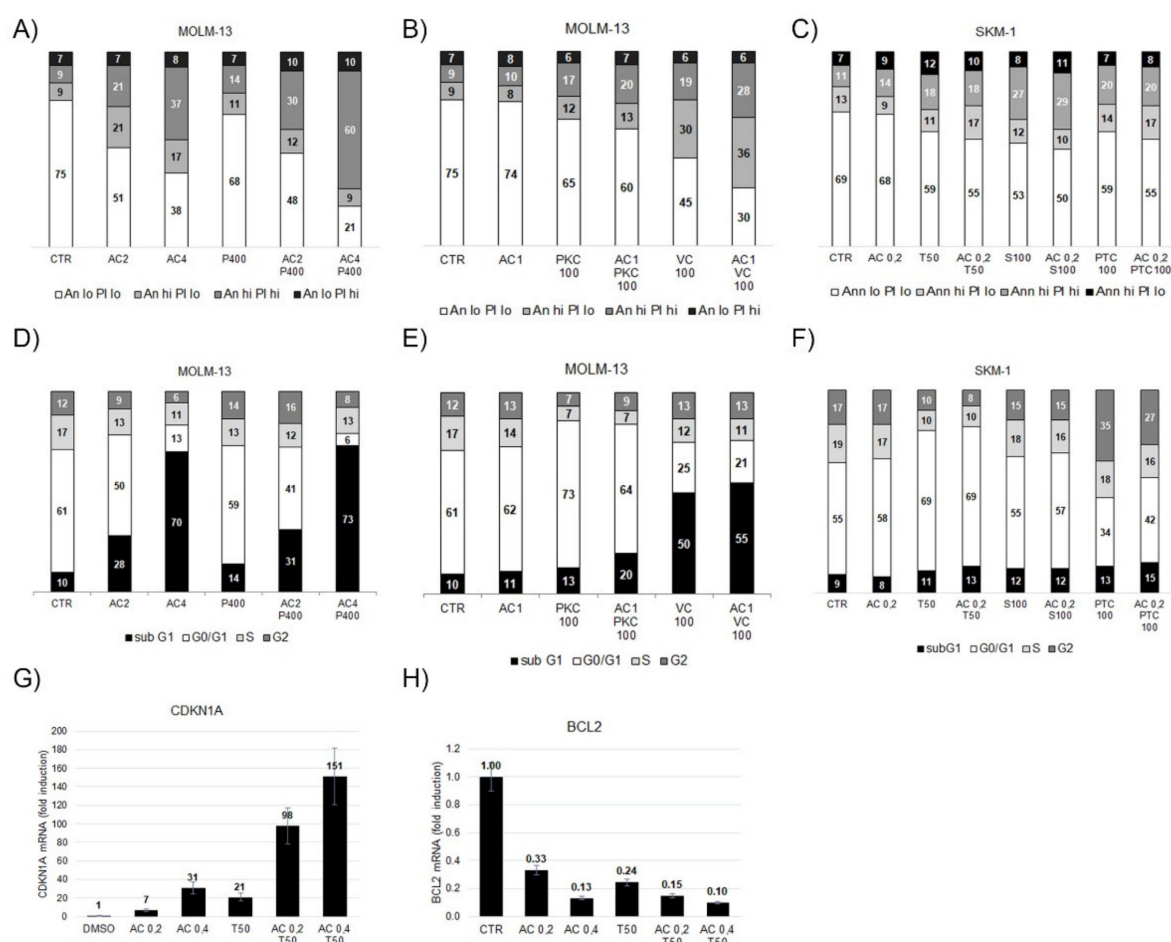 A)
MOLM-13
7 7 8 7 10 10
9 21 37 14 30 60
9 21 17 11 12 9
75 51 38 68 48 21
CTR AC2 AC4 P400 AC2 AC4
P400 P400
An lo PI lo An hi PI lo An hi PI hi An lo PI hi
B)
MOLM-13
7 8 6 7 6 6
9 10 17 20 19 28
9 8 12 13 30 36
75 74 65 60 45 30
CTR AC1 PKC AC1 VC AC1
100 PKC 100 VC
100 100
An lo PI lo An hi PI lo An hi PI hi An lo PI hi
C)
SKM-1
7 9 12 10 8 11 7 8
11 14 18 18 27 29 20 20
13 9 11 17 12 10 14 17
69 68 59 55 53 50 59 55
CTR AC 0,2 T50 AC 0,2 S100 AC 0,2 PTC AC 0,2
T50 S100 100 PTC 100
Ann lo PI lo Ann hi PI lo Ann hi PI hi Ann hi PI lo
D)
MOLM-13
12 9 6 14 16 8
17 13 11 13 12 13
61 50 13 59 41 6
10 28 70 14 31 73
CTR AC2 AC4 P400 AC2 AC4
P400 P400
sub G1 G0/G1 S G2
E)
MOLM-13
12 13 7 9 13 13
17 14 7 7 12 11
61 62 73 64 25 21
10 11 13 20 50 55
CTR AC1 PKC AC1 VC AC1
100 PKC 100 VC
100 100
sub G1 G0/G1 S G2
F)
SKM-1
17 17 10 8 15 15 35 27
19 17 10 10 18 16 18 16
55 58 69 69 55 57 34 42
9 8 11 13 12 12 13 15
CTR AC 0,2 T50 AC 0,2 S100 AC 0,2 PTC AC 0,2
T50 S100 100 PTC
100
subG1 G0/G1 S G2
G)
CDKN1A
CDKN1A mRNA (fold induction)
200
180
160
140
120
100
80
60
40
20
0
1 7 31 21 98 151
DMSO AC 0,2 AC 0,4 T50 AC 0,2 AC 0,4
T50 T50
H)
BCL2
BCL2 mRNA (fold induction)
1.2
1.0
0.8
0.6
0.4
0.2
0.0
1.00 0.33 0.13 0.24 0.15 0.10
CTR AC 0,2 AC 0,4 T50 AC 0,2 AC 0,4
T50 T50